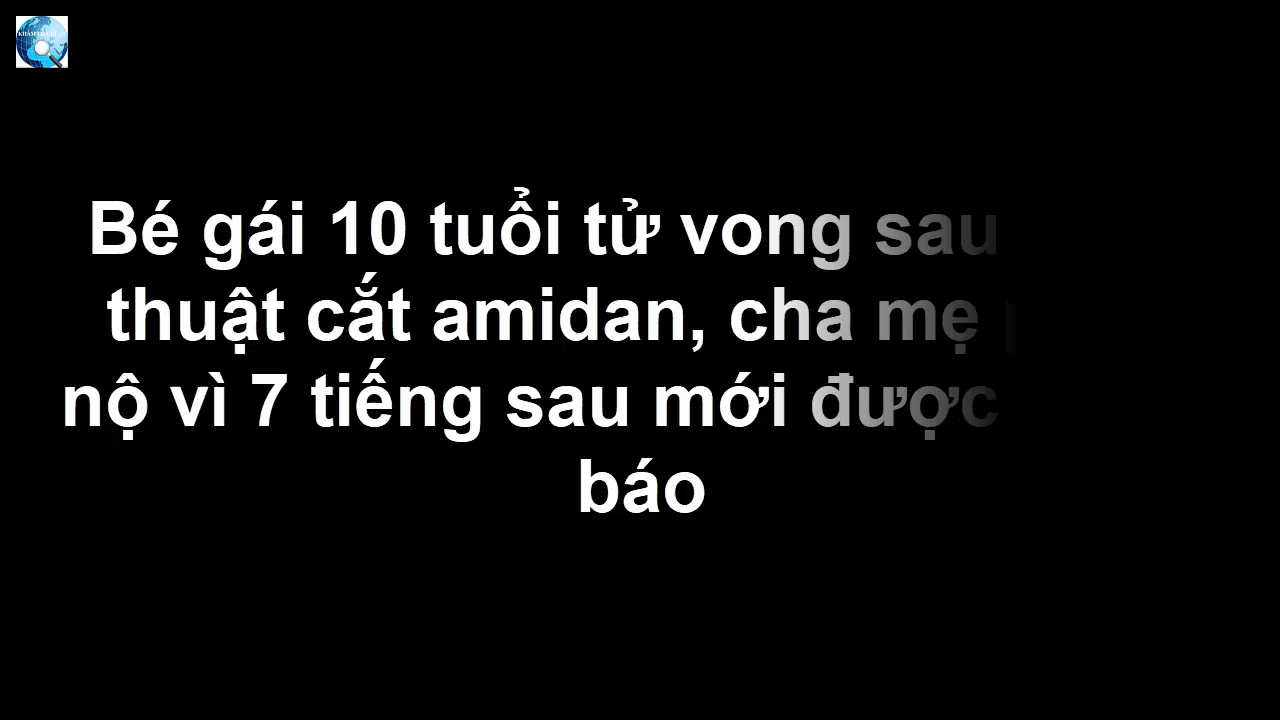 Bé gái 10 tuổi tử vong sau
thuật cắt amidan, cha mẹ
nộ vì 7 tiếng sau mới được
báo